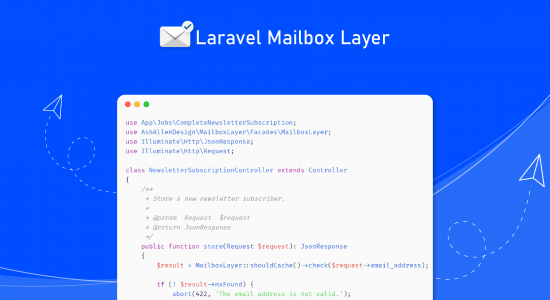 Laravel Mailbox Layer
use App\Jobs\CompleteNewsletterSubscription;
use AshAllenDesign\MailboxLayer\Facades\MailboxLayer;
use Illuminate\Http\JsonResponse;
use Illuminate\Http\Request;
class NewsletterSubscriptionController extends Controller
{
/**
* Store a new newsletter subscriber.
*
* @param Request $request
* @return JsonResponse
*/
public function store(Request $request): JsonResponse
{
$result = MailboxLayer::shouldCache()->check($request->email_address);
if (! $result->mxFound) {
abort(422, 'The email address is not valid.');